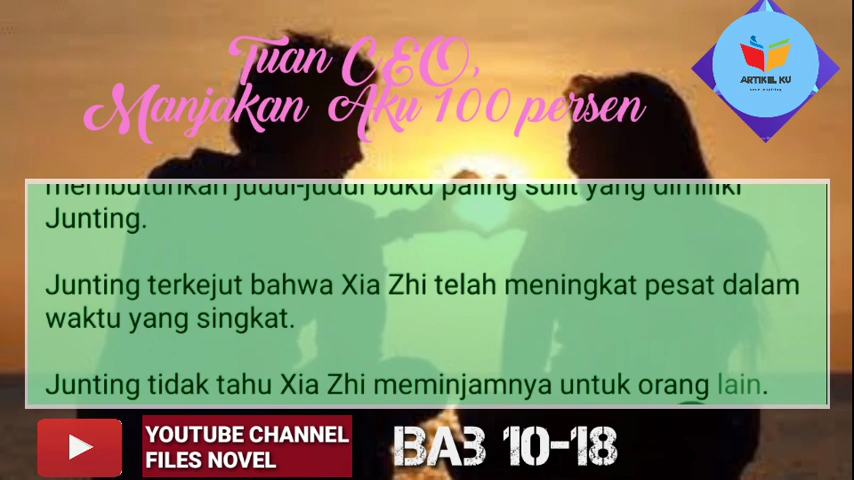 Tuan CEO,
Manjakan Aku 100 persen
ARTIKEL KU
membutuhkan judul-judul buku paling sulit yang dimiliki
Junting.
Junting terkejut bahwa Xia Zhi telah meningkat pesat dalam
waktu yang singkat.
Junting tidak tahu Xia Zhi meminjamnya untuk orang lain.
YOUTUBE CHANNEL
FILES NOVEL
BAB 10-18